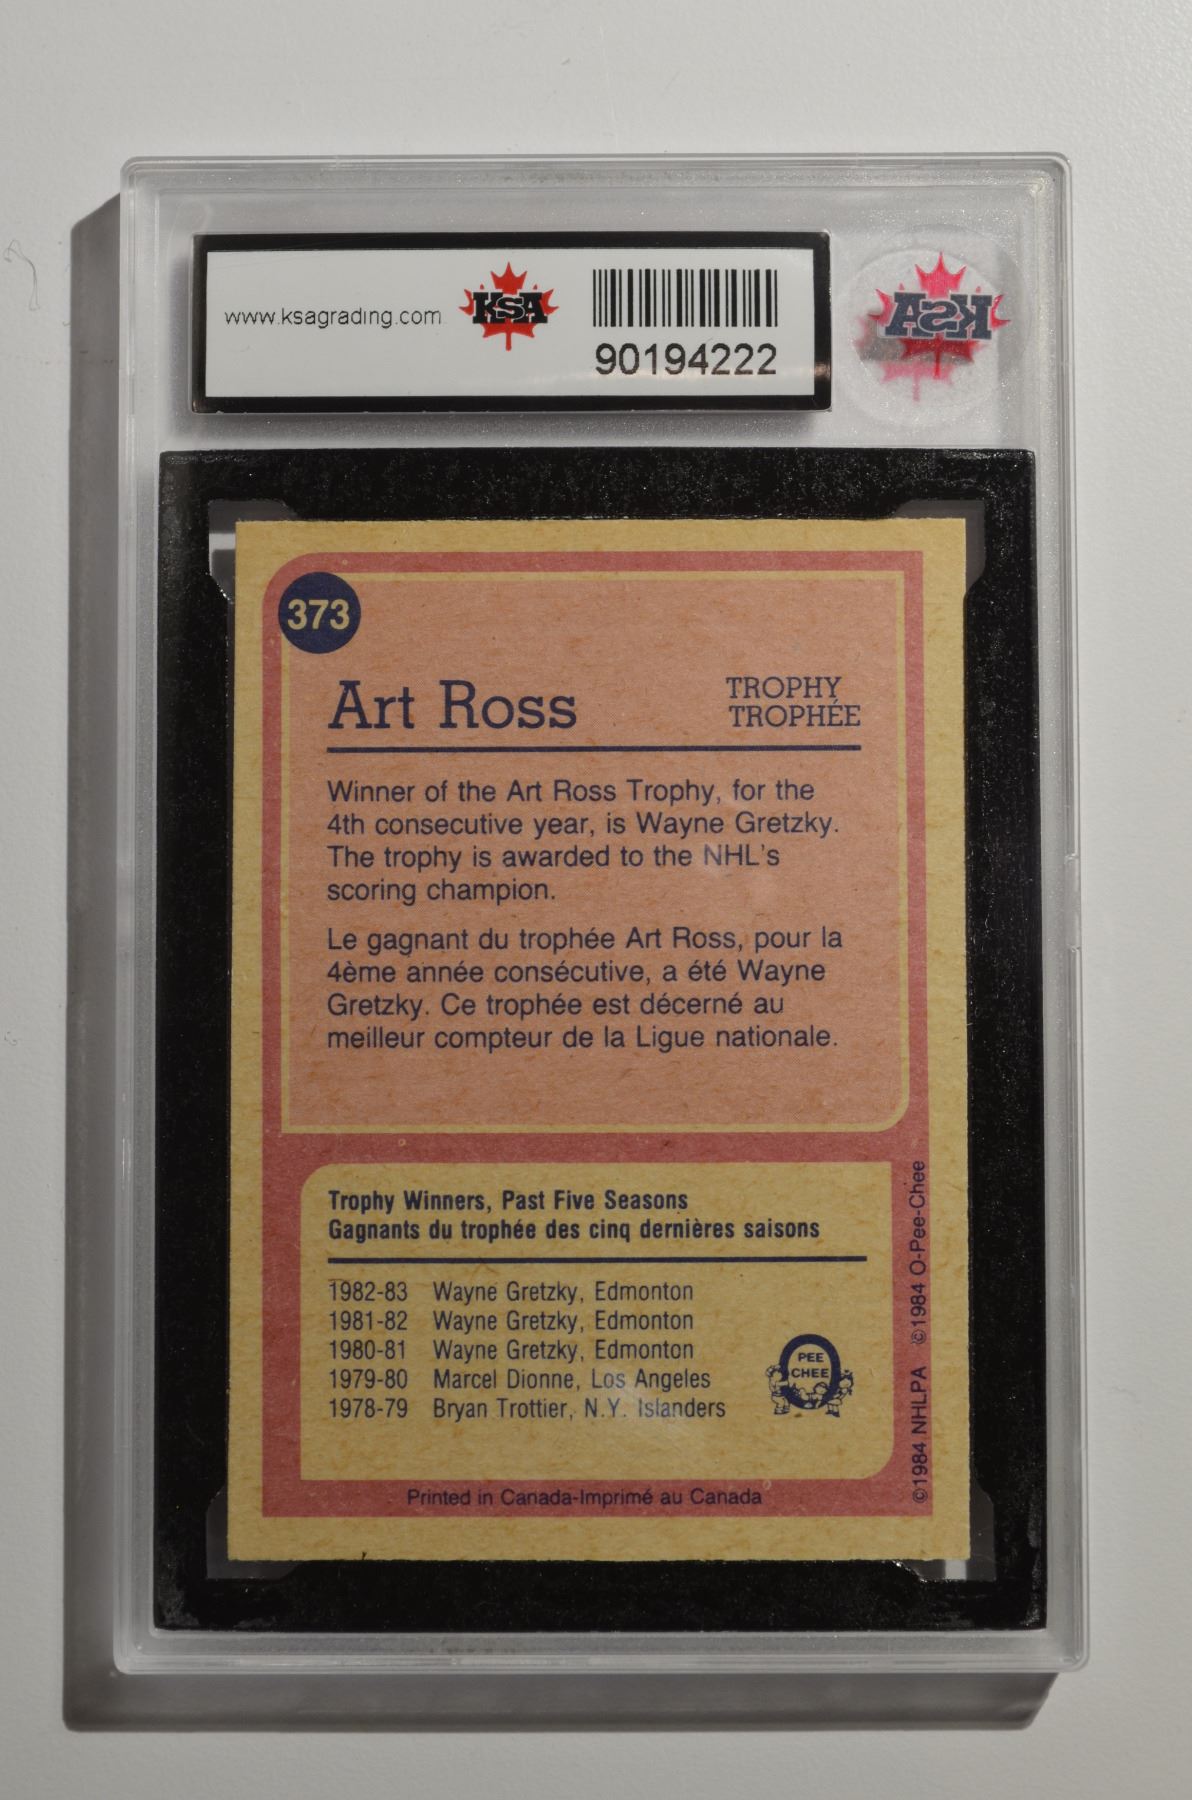 www.ksagrading.com
KSA
90194222
KSA
373
Art Ross
TROPHY
TROPHÉE
Winner of the Art Ross Trophy, for the
4th consecutive year, is Wayne Gretzky.
The trophy is awarded to the NHL's
scoring champion.
Le gagnant du trophée Art Ross, pour la
4ème année consécutive, a été Wayne
Gretzky. Ce trophée est décerné au
meilleur compteur de la Ligue nationale.
Trophy Winners, Past Five Seasons
Gagnants du trophée des cinq dernières saisons
1982-83 Wayne Gretzky, Edmonton
1981-82 Wayne Gretzky, Edmonton
1980-81 Wayne Gretzky, Edmonton
1979-80 Marcel Dionne, Los Angeles
1978-79 Bryan Trottier, N.Y. Islanders
O
PEE
CHEE
Printed in Canada-Imprimé au Canada
©1984 NHLPA ©1984 O-Pee-Chee